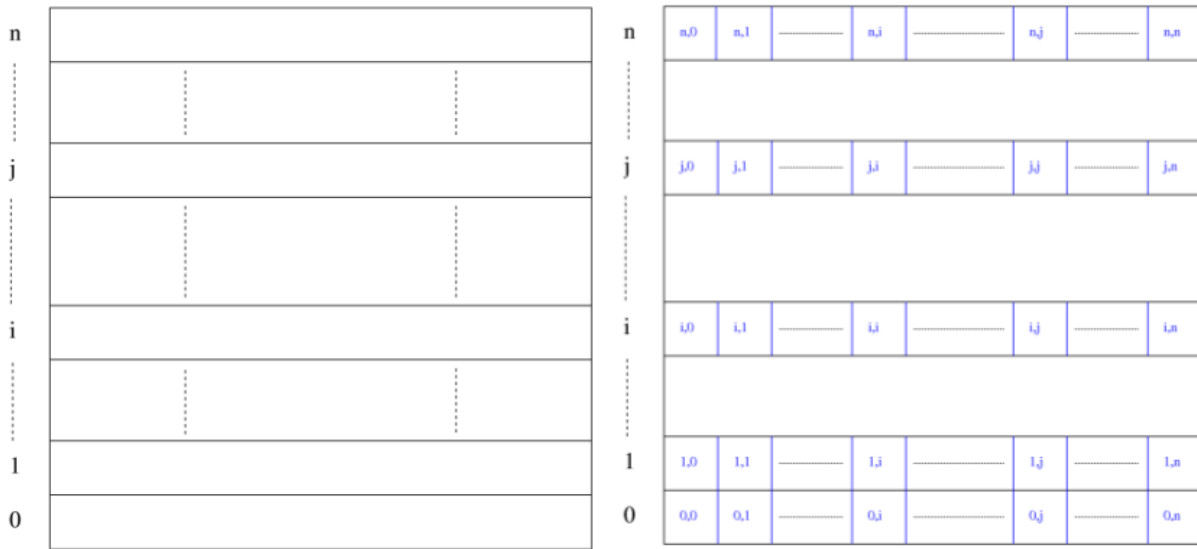 n
j
i
1
0
n n,0 n,1 n,i n,j n,n
j j,0 j,1 j,i j,j j,n
i i,0 i,1 i,i i,j i,n
1 1,0 1,1 1,i 1,j 1,n
0 0,0 0,1 0,i 0,j 0,n